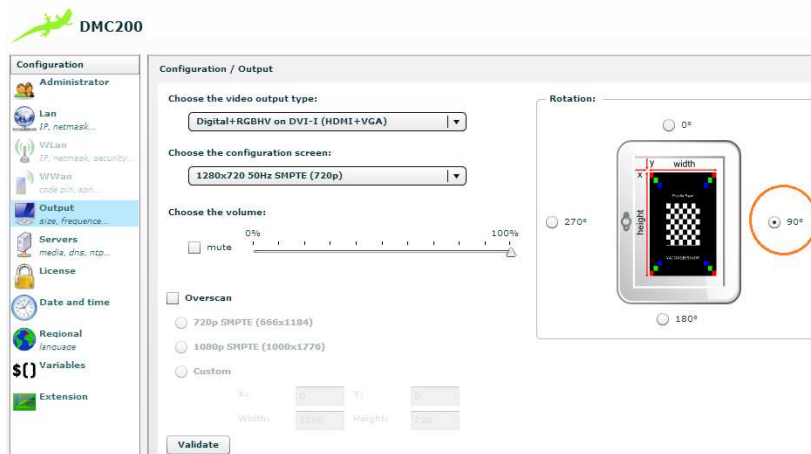 DMC200
Configuration
Administrator
Lan
IP, netmask...
WLan
IP, netmask, security...
WWan
code pin, apn...
Output
size, frequence...
Servers
media, dns, ntp...
License
Date and time
Regional
language
$() Variables
Extension
Configuration / Output
Choose the video output type:
Digital+RGBHV on DVI-I (HDMI+VGA)
Choose the configuration screen:
1280x720 50Hz SMPTE (720p)
Choose the volume:
0% 100%
mute
Overscan
720p SMPTE (666x1184)
1080p SMPTE (1000x1776)
Custom
X: 0 Y: 0
Width: 1280 Height: 720
Validate
Rotation:
0°
y width
x
height
270°
90°
180°